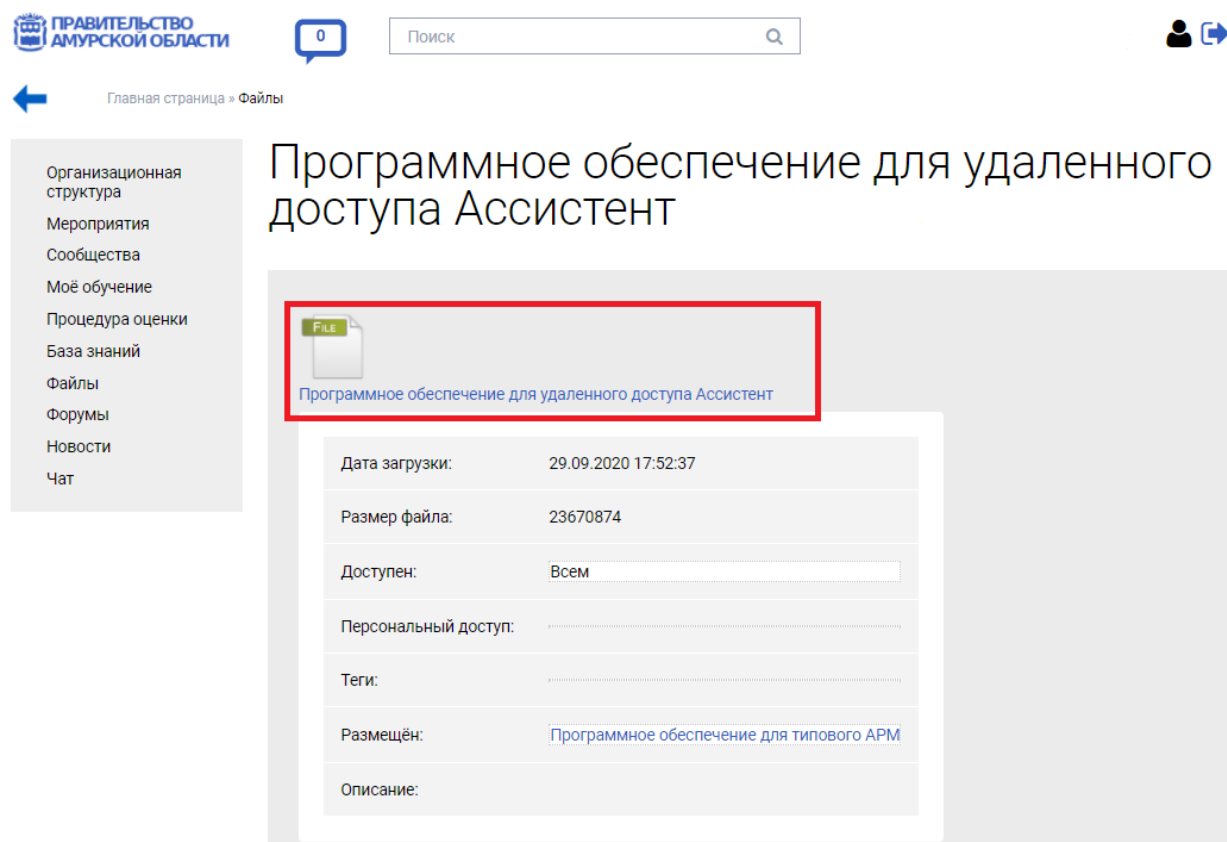 ПРАВИТЕЛЬСТВО
АМУРСКОЙ ОБЛАСТИ
0
Поиск
Главная страница » Файлы
Организационная
структура
Мероприятия
Сообщества
Моё обучение
Процедура оценки
База знаний
Файлы
Форумы
Новости
Чат
Программное обеспечение для удаленного
доступа Ассистент
FILE
Программное обеспечение для удаленного доступа Ассистент
Дата загрузки: 29.09.2020 17:52:37
Размер файла: 23670874
Доступен: Всем
Персональный доступ:
Теги:
Размещён: Программное обеспечение для типового АРМ
Описание: